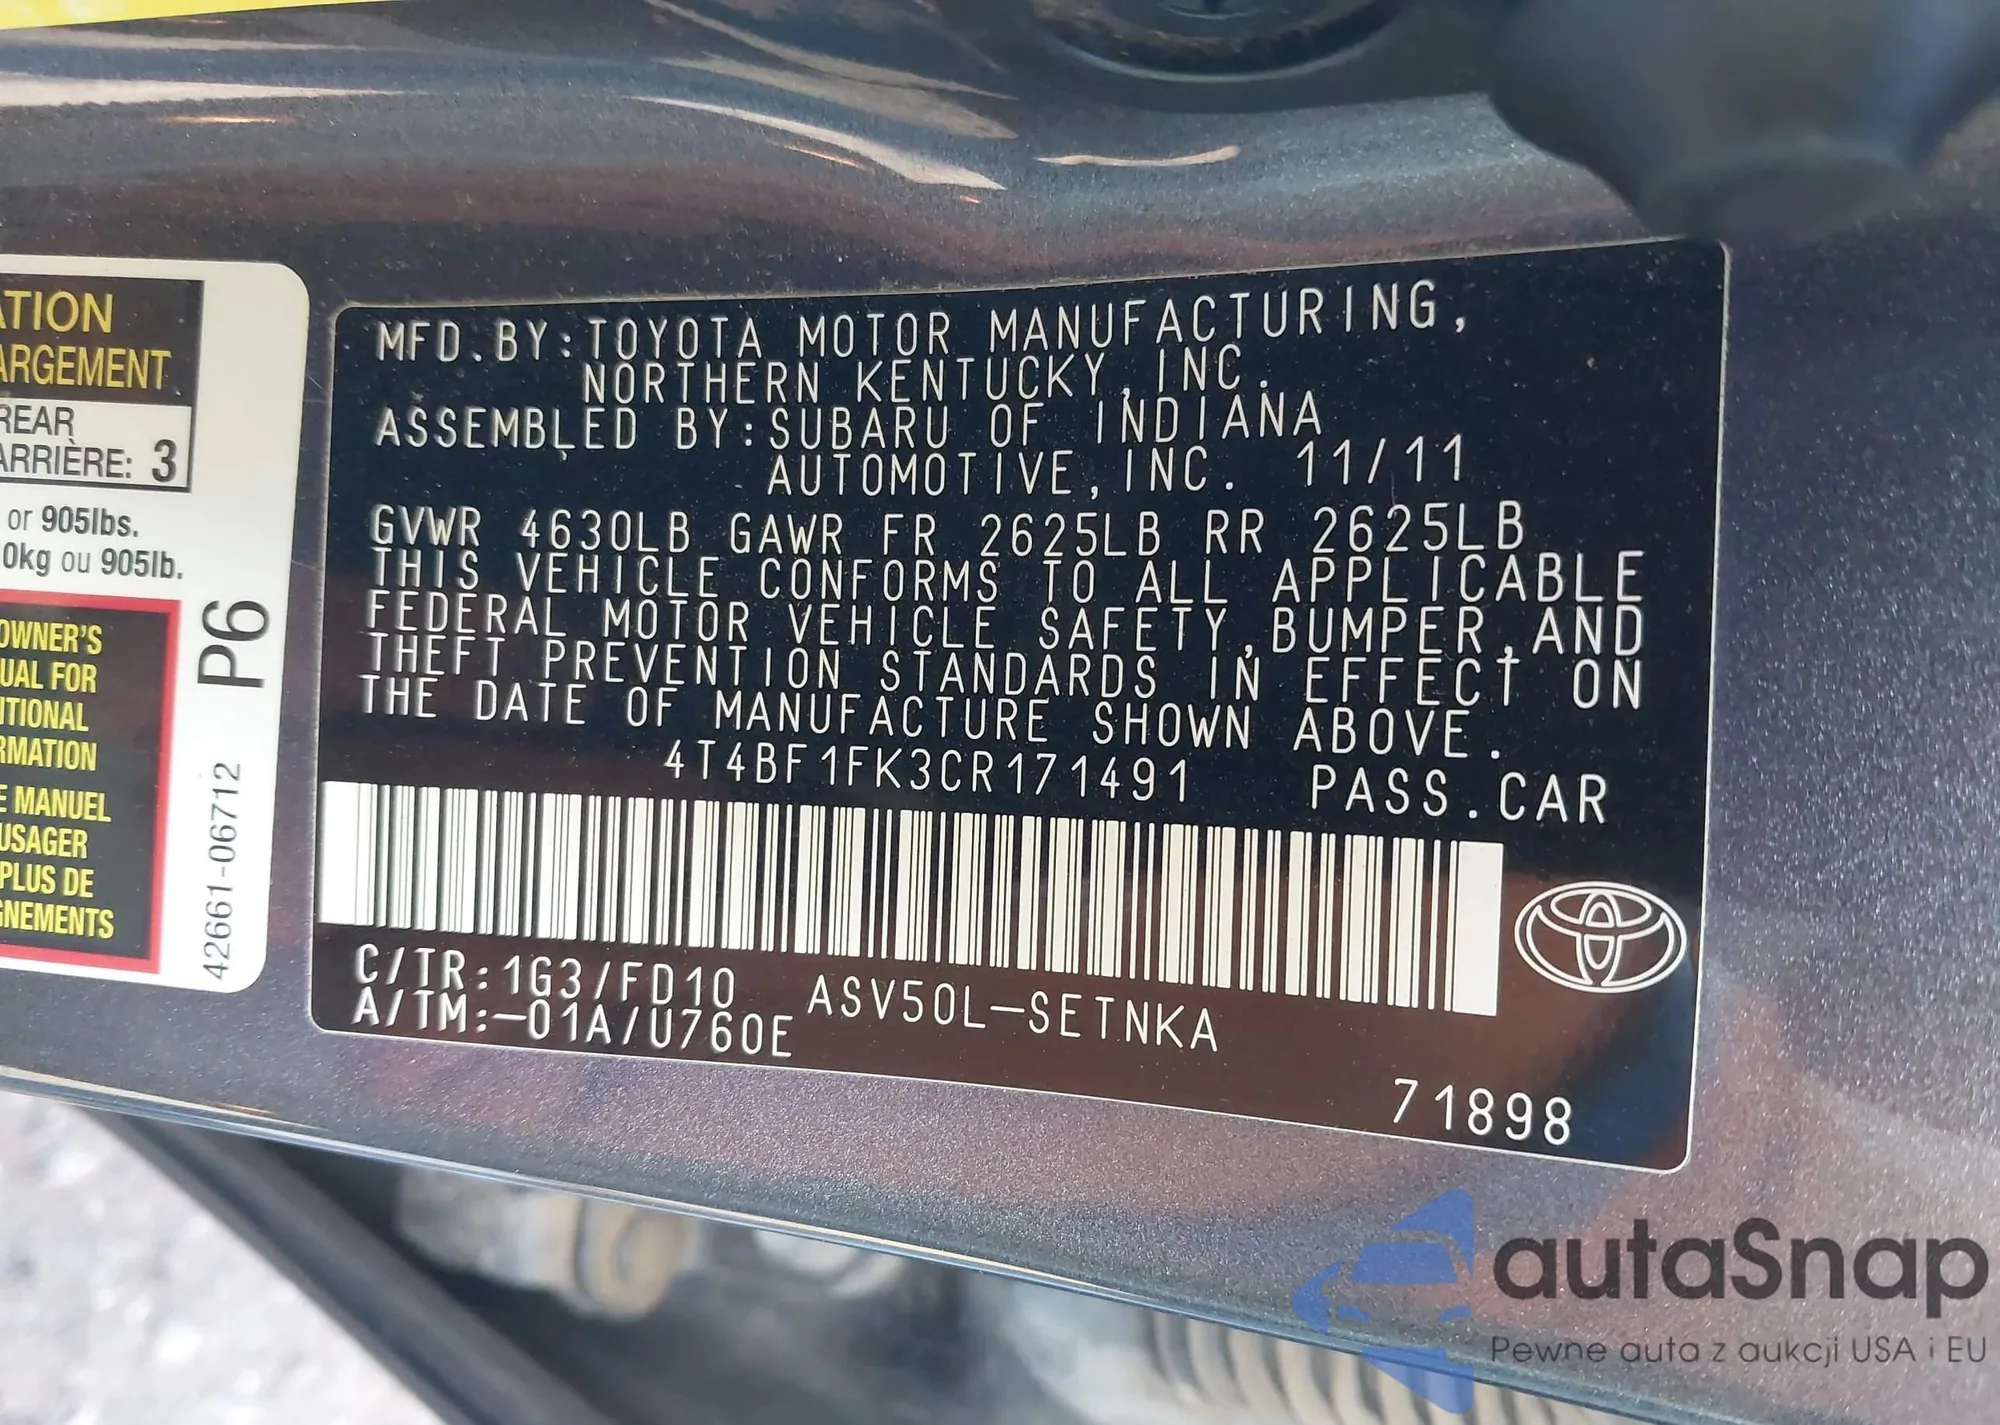 ATION
ARGEMENT
REAR
ARRIÈRE: 3
or 905lbs.
0kg ou 905lb.
OWNER'S
UAL FOR
ITIONAL
RMATION
E MANUEL
USAGER
PLUS DE
GNEMENTS
P6
42661-06712
MFD.BY:TOYOTA MOTOR MANUFACTURING,
NORTHERN KENTUCKY,INC.
ASSEMBLED BY:SUBARU OF INDIANA
AUTOMOTIVE,INC. 11/11
GVWR 4630LB GAWR FR 2625LB RR 2625LB
THIS VEHICLE CONFORMS TO ALL APPLICABLE
FEDERAL MOTOR VEHICLE SAFETY,BUMPER,AND
THEFT PREVENTION STANDARDS IN EFFECT ON
THE DATE OF MANUFACTURE SHOWN ABOVE.
4T4BF1FK3CR171491 PASS.CAR
C/TR:1G3/FD10 ASV50L-SETNKA
A/TM:-01A/U760E
71898
autaSnap
Pewne auta z aukcji USA i EU